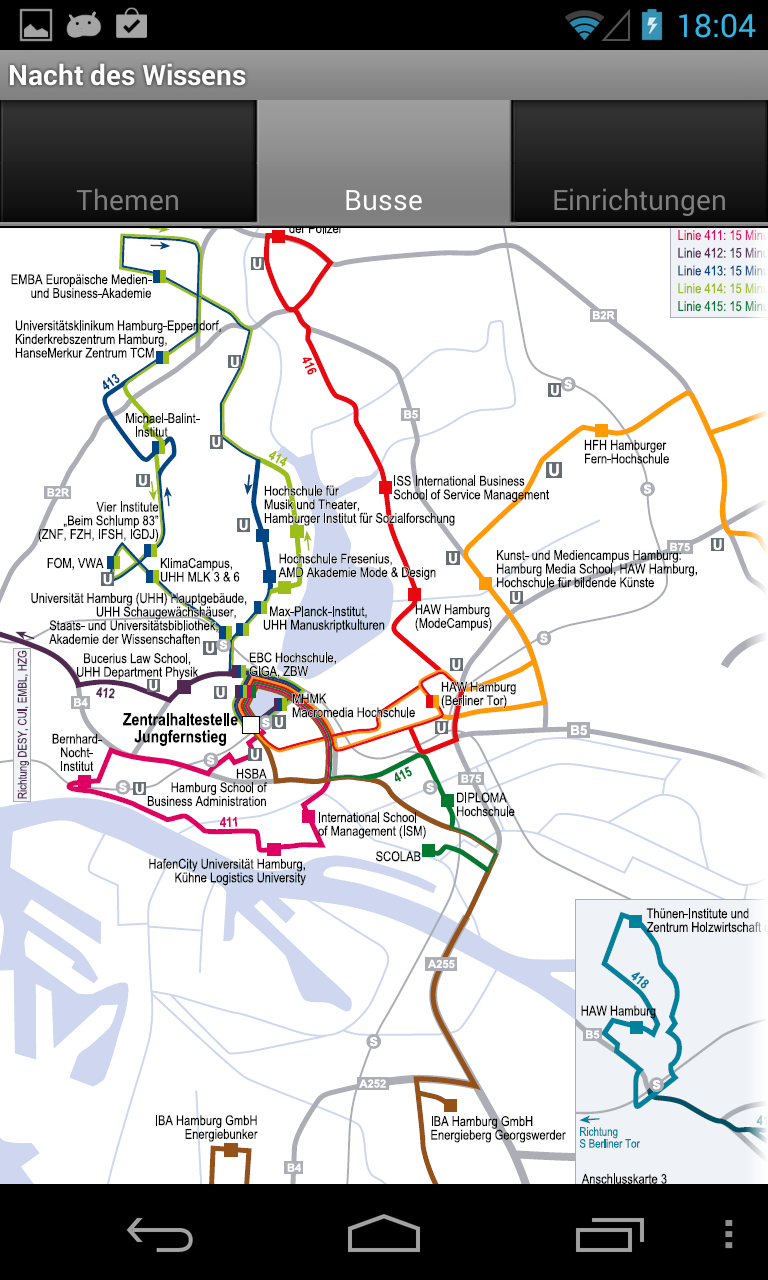 18:04
Nacht des Wissens
Themen
Busse
Einrichtungen
der Polizei
U
Linie 411: 15 Minu
Linie 412: 15 Minu
Linie 413: 15 Minu
Linie 414: 15 Minu
Linie 415: 15 Minu
EMBA Europäische Medien-
und Business-Akademie
B2R
Universitätsklinikum Hamburg-Eppendorf,
Kinderkrebszentrum Hamburg,
HanseMerkur Zentrum TCM
U
416
413
U
S
B5
Michael-Balint-
Institut
U
HFH Hamburger
Fern-Hochschule
414
U
U
ISS International Business
School of Service Management
B2R
S
Hochschule für
Musik und Theater,
Hamburger Institut für Sozialforschung
U
Vier Institute
„Beim Schlump 83"
(ZNF, FZH, IFSH, IGDJ)
B75
U
U
FOM, VWA
U
KlimaCampus,
UHH MLK 3 & 6
Hochschule Fresenius,
AMD Akademie Mode & Design
Kunst- und Mediencampus Hamburg:
Hamburg Media School, HAW Hamburg,
Hochschule für bildende Künste
U
Universität Hamburg (UHH) Hauptgebäude,
UHH Schaugewächshäuser,
Staats- und Universitätsbibliothek,
Akademie der Wissenschaften
Max-Planck-Institut,
UHH Manuskriptkulturen
HAW Hamburg
(ModeCampus)
U
S
S
Richtung DESY, CUI, EMBL, HZG
Bucerius Law School,
UHH Department Physik
EBC Hochschule,
GIGA, ZBW
U
412
U
U
B4
HAW Hamburg
(Berliner Tor)
MHMK
Macromedia Hochschule
Zentralhaltestelle
Jungfernstieg
S
U
U
B5
Bernhard-
Nocht-
Institut
S
U
S
U
HSBA
Hamburg School of
Business Administration
415
B75
S
DIPLOMA
Hochschule
411
International School
of Management (ISM)
SCOLAB
HafenCity Universität Hamburg,
Kühne Logistics University
A255
Thünen-Institute und
Zentrum Holzwirtschaft
418
HAW Hamburg
B5
S
S
A252
IBA Hamburg GmbH
Energiebunker
IBA Hamburg GmbH
Energieberg Georgswerder
Richtung
S Berliner Tor
B4
Anschlusskarte 3